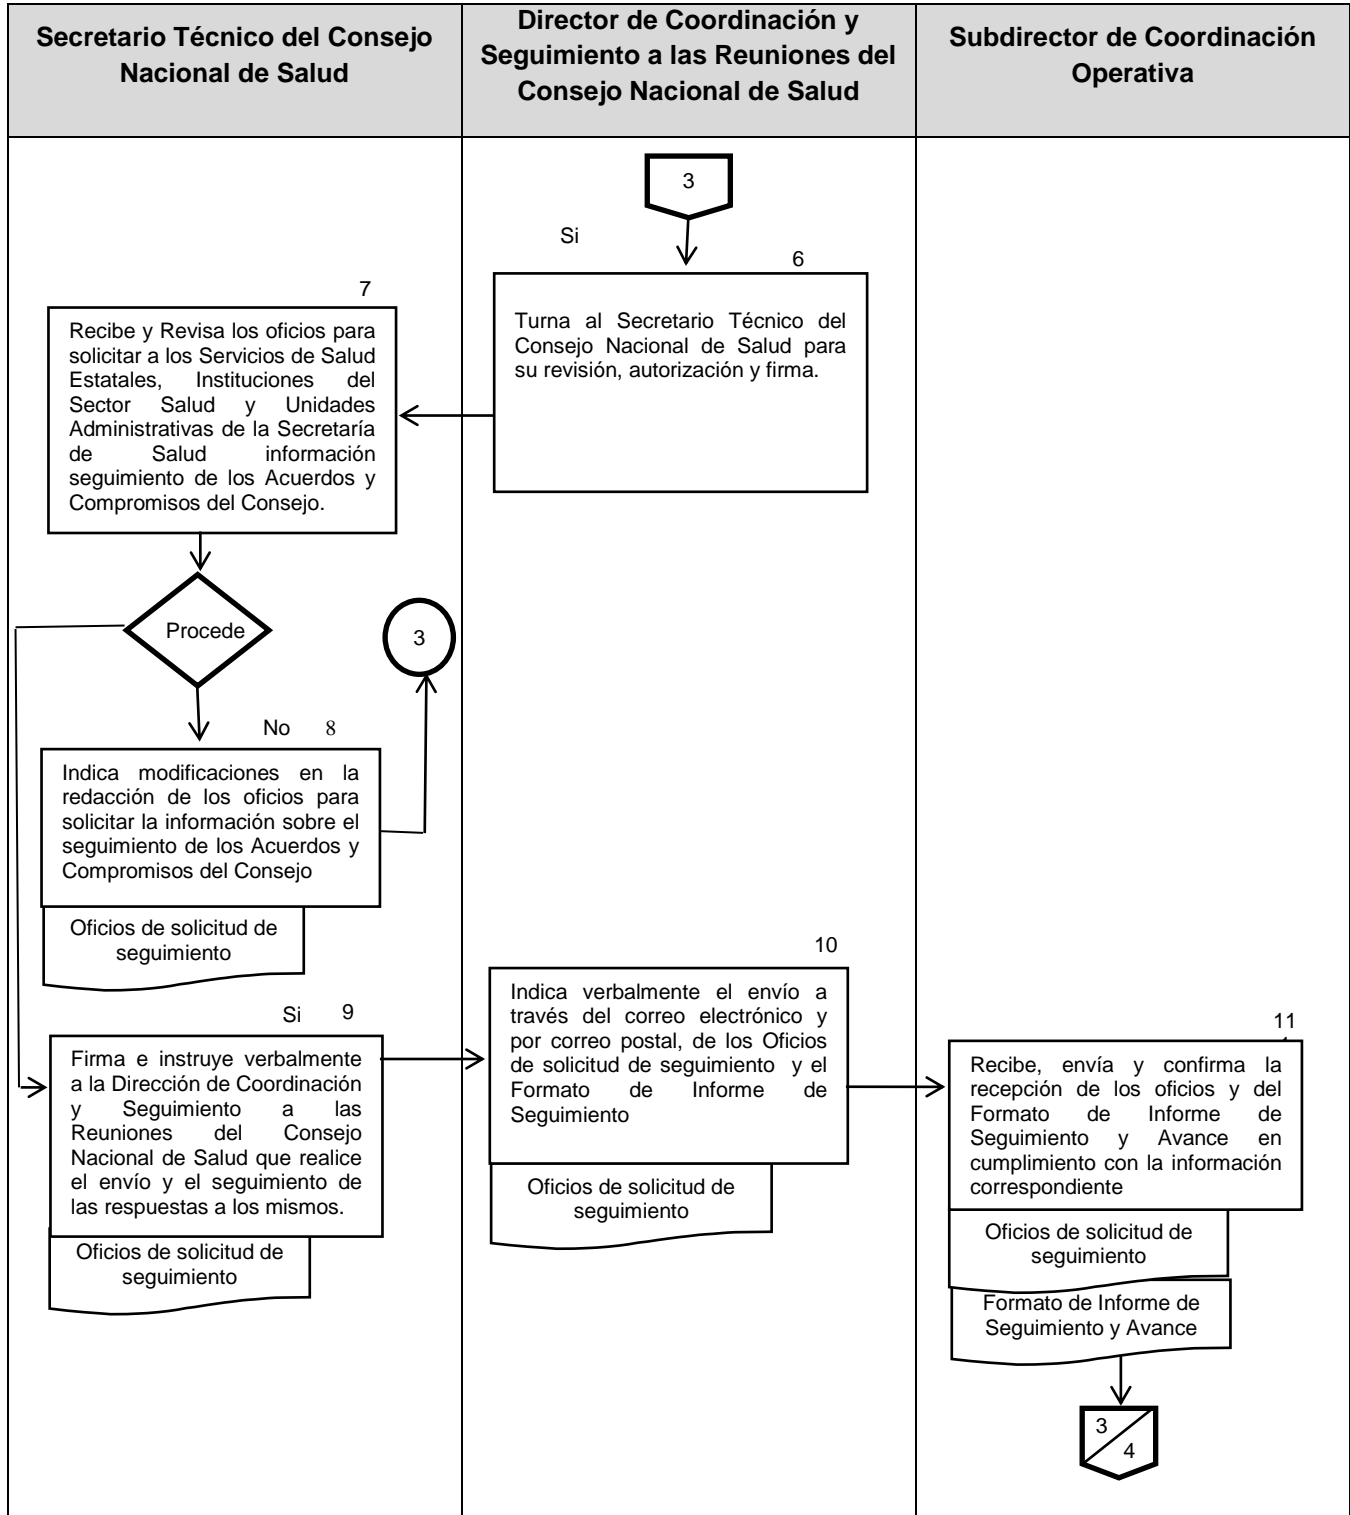 Secretario Técnico del Consejo
Nacional de Salud
Director de Coordinación y
Seguimiento a las Reuniones del
Consejo Nacional de Salud
Subdirector de Coordinación
Operativa
3
Si
6
Turna al Secretario Técnico del
Consejo Nacional de Salud para
su revisión, autorización y firma.
7
Recibe y Revisa los oficios para
solicitar a los Servicios de Salud
Estatales, Instituciones del
Sector Salud y Unidades
Administrativas de la Secretaría
de Salud información
seguimiento de los Acuerdos y
Compromisos del Consejo.
Procede
3
No 8
Indica modificaciones en la
redacción de los oficios para
solicitar la información sobre el
seguimiento de los Acuerdos y
Compromisos del Consejo
Oficios de solicitud de
seguimiento
Si 9
Firma e instruye verbalmente
a la Dirección de Coordinación
y Seguimiento a las
Reuniones del Consejo
Nacional de Salud que realice
el envío y el seguimiento de
las respuestas a los mismos.
Oficios de solicitud de
seguimiento
10
Indica verbalmente el envío a
través del correo electrónico y
por correo postal, de los Oficios
de solicitud de seguimiento y el
Formato de Informe de
Seguimiento
Oficios de solicitud de
seguimiento
11
Recibe, envía y confirma la
recepción de los oficios y del
Formato de Informe de
Seguimiento y Avance en
cumplimiento con la información
correspondiente
Oficios de solicitud de
seguimiento
Formato de Informe de
Seguimiento y Avance
3
4